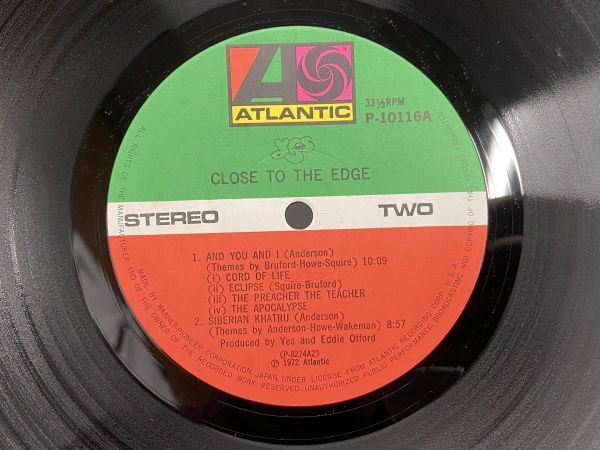 ATLANTIC
33⅓RPM
P-10116A
yes
CLOSE TO THE EDGE
STEREO
TWO
1. AND YOU AND I (Anderson)
(Themes by Bruford-Howe-Squire) 10:09
(i) CORD OF LIFE
(ii) ECLIPSE (Squire-Bruford)
(iii) THE PREACHER THE TEACHER
(iv) THE APOCALYPSE
2. SIBERIAN KHATRU (Anderson)
(Themes by Anderson-Howe-Wakeman) 8:57
Produced by Yes and Eddie Offord
(P-8274A2)
Ⓟ 1972 Atlantic
MADE BY WARNER-PIONEER CORPORATION JAPAN, UNDER LICENSE FROM ATLANTIC RECORDING CORP. U.S.A.
ALL RIGHTS OF THE MANUFACTURER AND OF THE OWNER OF THE RECORDED WORK RESERVED. UNAUTHORIZED PUBLIC PERFORMANCE, BROADCASTING AND COPYING OF THIS RECORD PROHIBITED